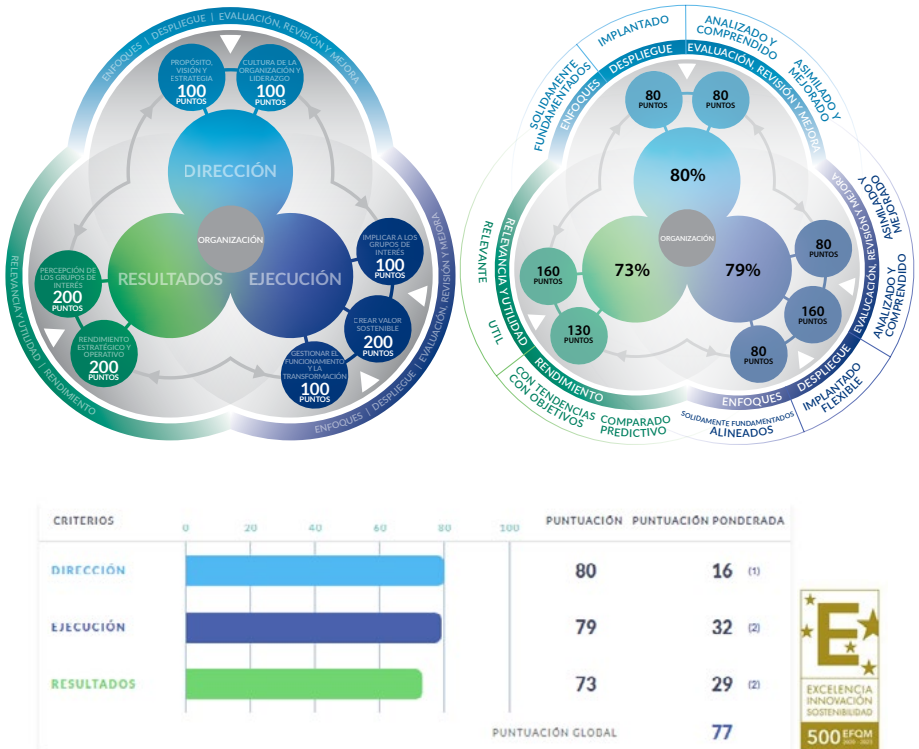 ENFOQUES | DESPLIEGUE | EVALUACIÓN, REVISIÓN Y MEJORA
PROPÓSITO,
VISIÓN Y
ESTRATEGIA
100
PUNTOS
CULTURA DE LA
ORGANIZACIÓN Y
LIDERAZGO
100
PUNTOS
DIRECCIÓN
ORGANIZACIÓN
RESULTADOS
EJECUCIÓN
PERCEPCIÓN DE
LOS GRUPOS DE
INTERÉS
200
PUNTOS
RENDIMIENTO
ESTRATÉGICO Y
OPERATIVO
200
PUNTOS
IMPLICAR A LOS
GRUPOS DE
INTERÉS
100
PUNTOS
CREAR VALOR
SOSTENIBLE
200
PUNTOS
GESTIONAR EL
FUNCIONAMIENTO
Y LA
TRANSFORMACIÓN
100
PUNTOS
RELEVANCIA Y UTILIDAD | RENDIMIENTO
ENFOQUES | DESPLIEGUE | EVALUACIÓN, REVISIÓN Y MEJORA
SOLIDAMENTE
FUNDAMENTADOS
IMPLANTADO
ANALIZADO Y
COMPRENDIDO
ASIMILADO Y
MEJORADO
ENFOQUES
DESPLIEGUE
EVALUACIÓN, REVISIÓN Y MEJORA
80
PUNTOS
80
PUNTOS
80%
ORGANIZACIÓN
73%
79%
160
PUNTOS
130
PUNTOS
80
PUNTOS
160
PUNTOS
80
PUNTOS
RELEVANTE
UTIL
RELEVANCIA Y UTILIDAD
RENDIMIENTO
CON TENDENCIAS
CON OBJETIVOS
COMPARADO
PREDICTIVO
ENFOQUES
DESPLIEGUE
EVALUCACIÓN, REVISIÓN Y MEJORA
SOLIDAMENTE FUNDAMENTADOS
ALINEADOS
IMPLANTADO
FLEXIBLE
ANALIZADO Y
COMPRENDIDO
ASIMILADO Y
MEJORADO
CRITERIOS 0 20 40 60 80 100 PUNTUACIÓN PUNTUACIÓN PONDERADA
DIRECCIÓN 80 16 (1)
EJECUCIÓN 79 32 (2)
RESULTADOS 73 29 (2)
PUNTUACIÓN GLOBAL 77
E
EXCELENCIA
INNOVACIÓN
SOSTENIBILIDAD
500 EFQM